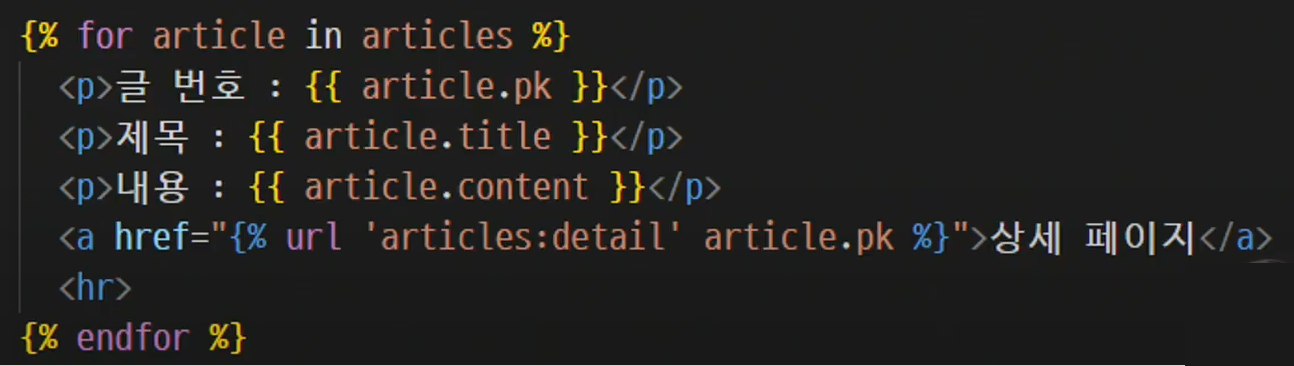 {% for article in articles %}
<p>글 번호 : {{ article.pk }}</p>
<p>제목 : {{ article.title }}</p>
<p>내용 : {{ article.content }}</p>
<a href="{% url 'articles:detail' article.pk %}">상세 페이지</a>
<hr>
{% endfor %}